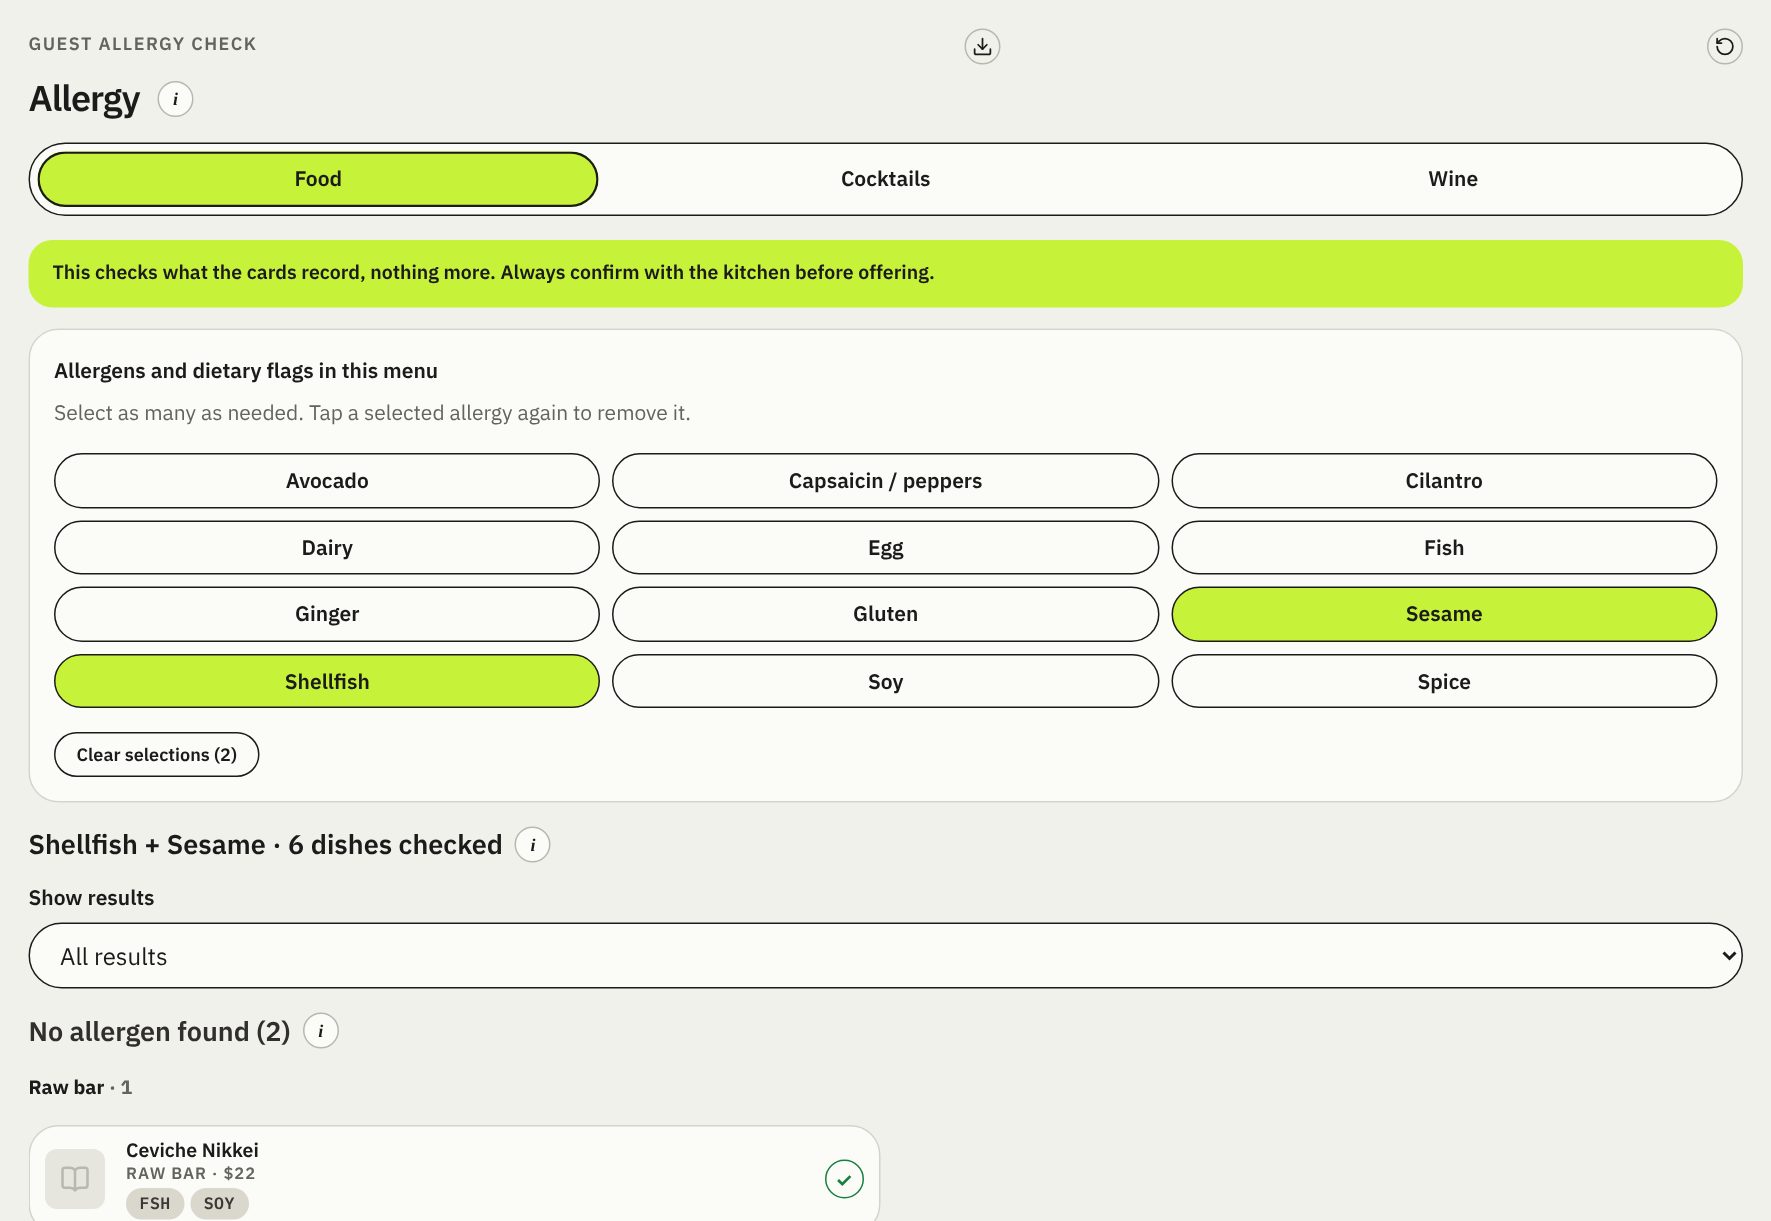 GUEST ALLERGY CHECK
Allergy i
Food Cocktails Wine
This checks what the cards record, nothing more. Always confirm with the kitchen before offering.
Allergens and dietary flags in this menu
Select as many as needed. Tap a selected allergy again to remove it.
Avocado Capsaicin / peppers Cilantro
Dairy Egg Fish
Ginger Gluten Sesame
Shellfish Soy Spice
Clear selections (2)
Shellfish + Sesame · 6 dishes checked i
Show results
All results
No allergen found (2) i
Raw bar · 1
Ceviche Nikkei
RAW BAR · $22
FSH SOY